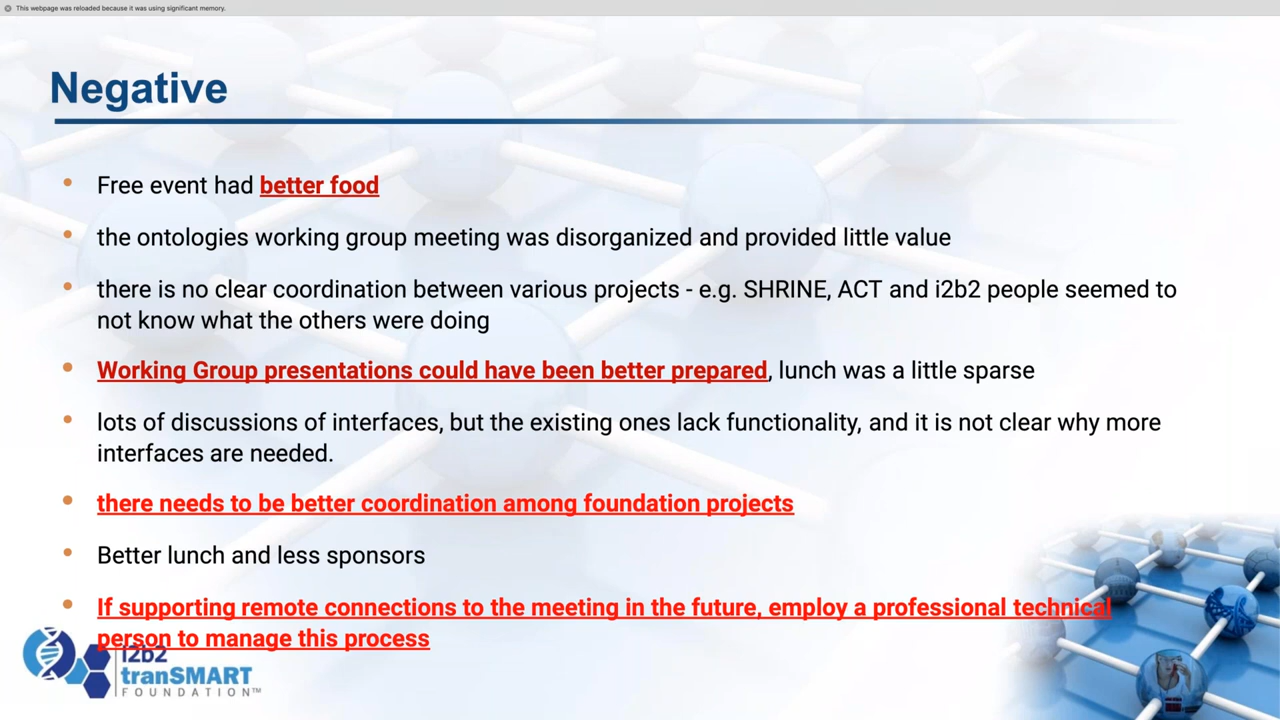 This webpage was reloaded because it was using significant memory.
Negative
• Free event had better food
• the ontologies working group meeting was disorganized and provided little value
• there is no clear coordination between various projects - e.g. SHRINE, ACT and i2b2 people seemed to
not know what the others were doing
• Working Group presentations could have been better prepared, lunch was a little sparse
• lots of discussions of interfaces, but the existing ones lack functionality, and it is not clear why more
interfaces are needed.
• there needs to be better coordination among foundation projects
• Better lunch and less sponsors
• If supporting remote connections to the meeting in the future, employ a professional technical
person to manage this process
i2b2
tranSMART
FOUNDATION™